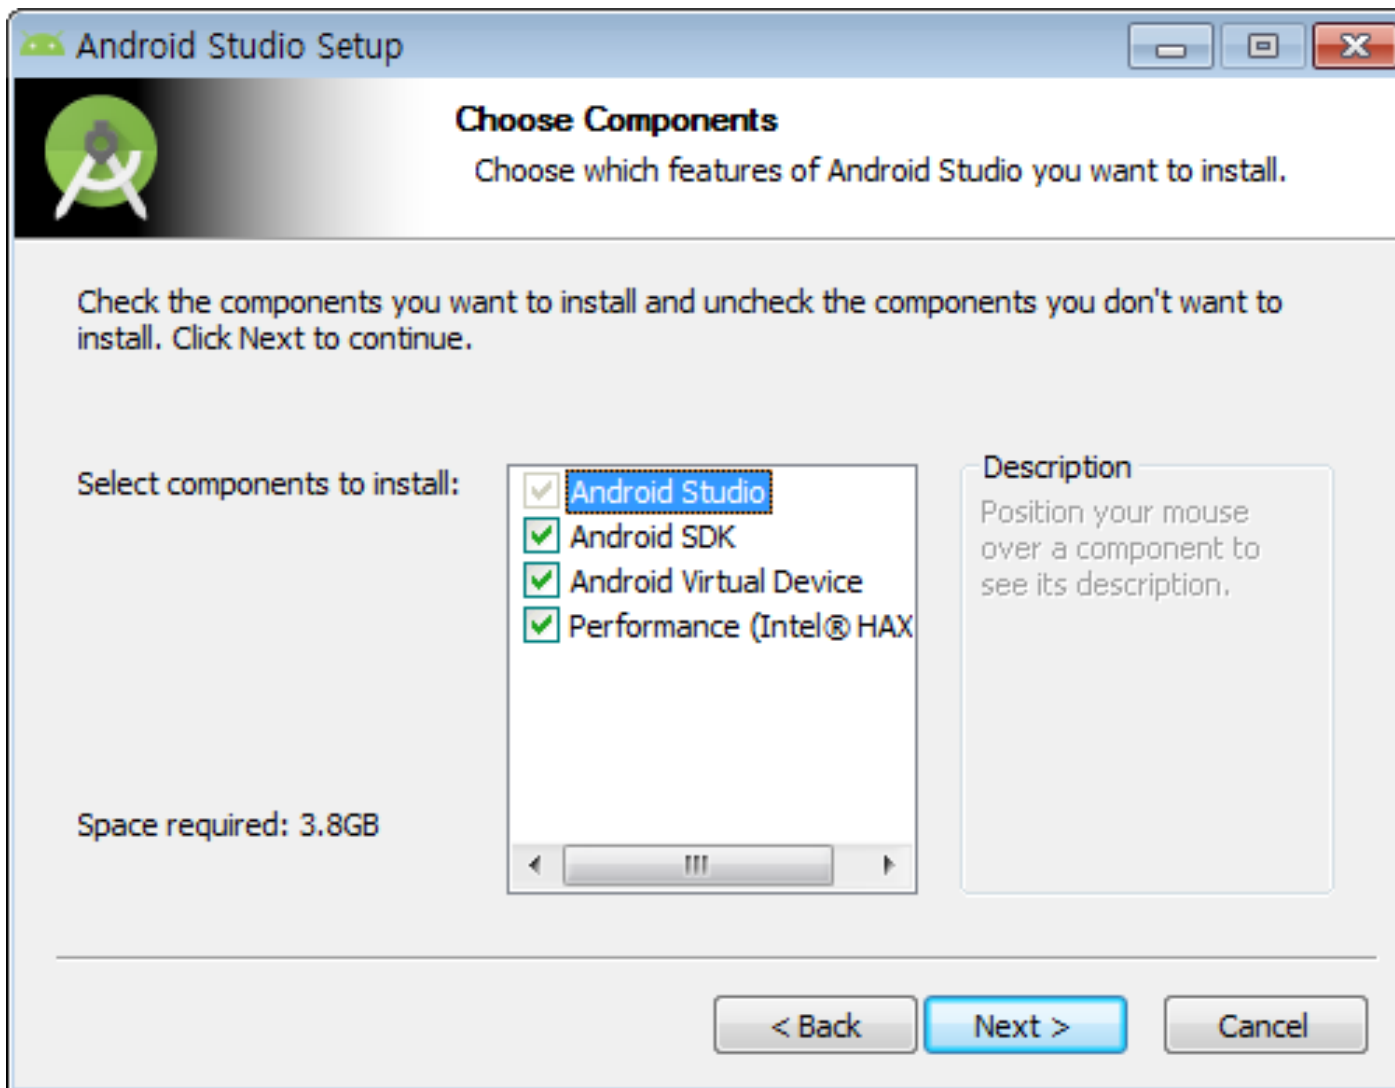 Android Studio Setup
Choose Components
Choose which features of Android Studio you want to install.
Check the components you want to install and uncheck the components you don't want to
install. Click Next to continue.
Select components to install:
Android Studio
Android SDK
Android Virtual Device
Performance (Intel® HAX
Description
Position your mouse
over a component to
see its description.
Space required: 3.8GB
< Back
Next >
Cancel